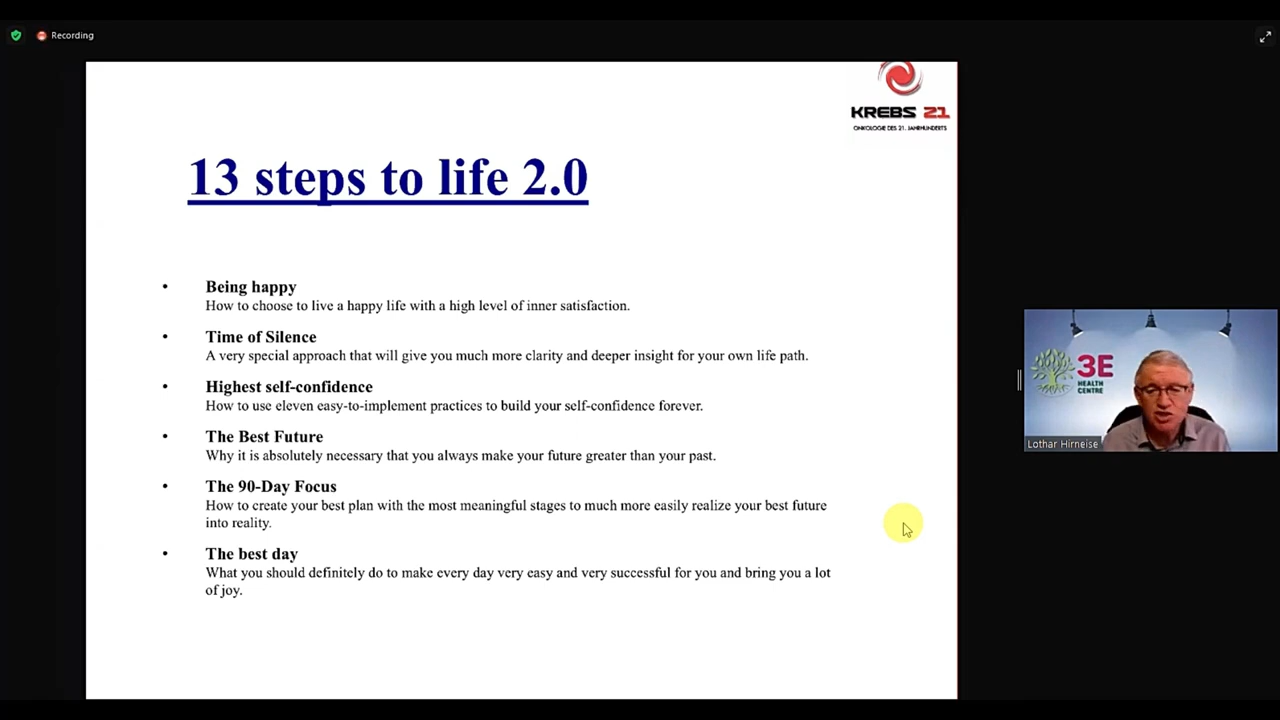 Recording
KREBS 21
ONKOLOGIE DES 21. JAHRHUNDERTS
13 steps to life 2.0
• Being happy
How to choose to live a happy life with a high level of inner satisfaction.
• Time of Silence
A very special approach that will give you much more clarity and deeper insight for your own life path.
• Highest self-confidence
How to use eleven easy-to-implement practices to build your self-confidence forever.
• The Best Future
Why it is absolutely necessary that you always make your future greater than your past.
• The 90-Day Focus
How to create your best plan with the most meaningful stages to much more easily realize your best future
into reality.
• The best day
What you should definitely do to make every day very easy and very successful for you and bring you a lot
of joy.
3E
HEALTH
CENTRE
Lothar Hirneise